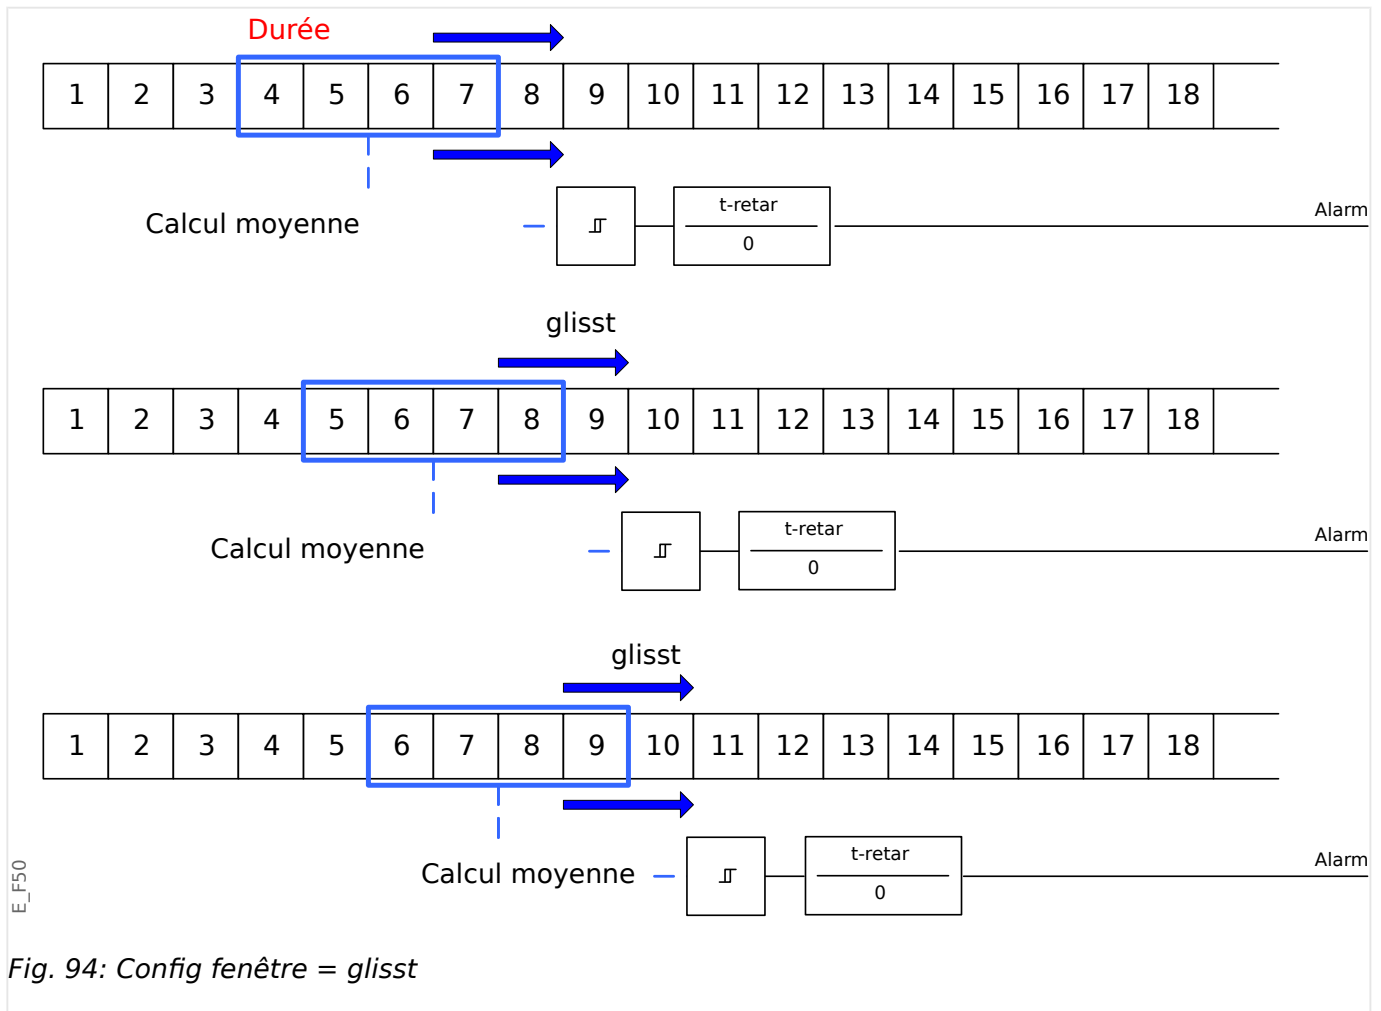 Durée
1 2 3 4 5 6 7 8 9 10 11 12 13 14 15 16 17 18
Calcul moyenne
t-retar
0
Alarm
glisst
1 2 3 4 5 6 7 8 9 10 11 12 13 14 15 16 17 18
Calcul moyenne
t-retar
0
Alarm
glisst
1 2 3 4 5 6 7 8 9 10 11 12 13 14 15 16 17 18
Calcul moyenne
t-retar
0
Alarm
E_F50
Fig. 94: Config fenêtre = glisst